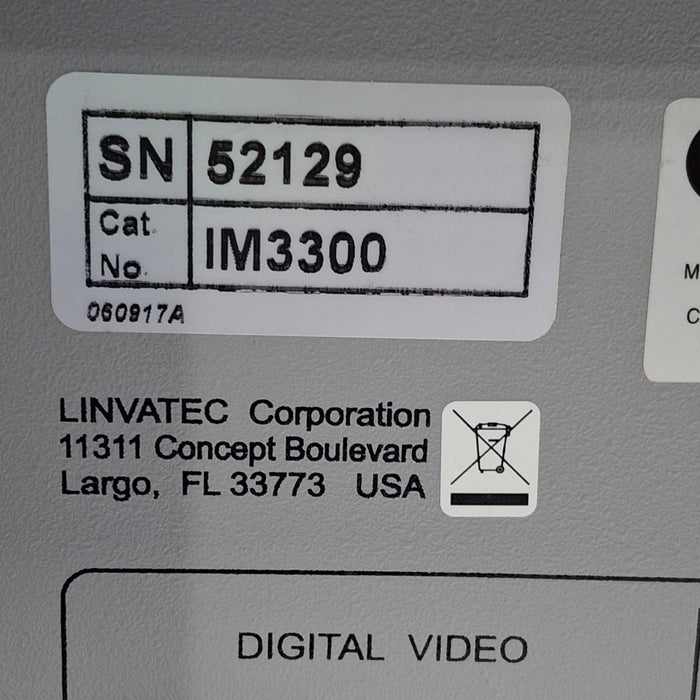 SN 52129
Cat. No. IM3300
060917A
LINVATEC Corporation
11311 Concept Boulevard
Largo, FL 33773 USA
DIGITAL VIDEO
M
C